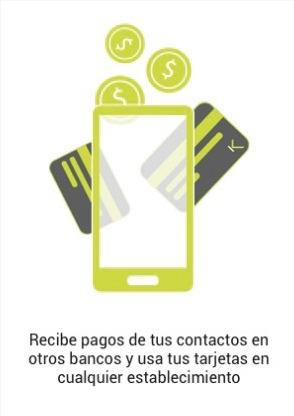 Recibe pagos de tus contactos en
otros bancos y usa tus tarjetas en
cualquier establecimiento